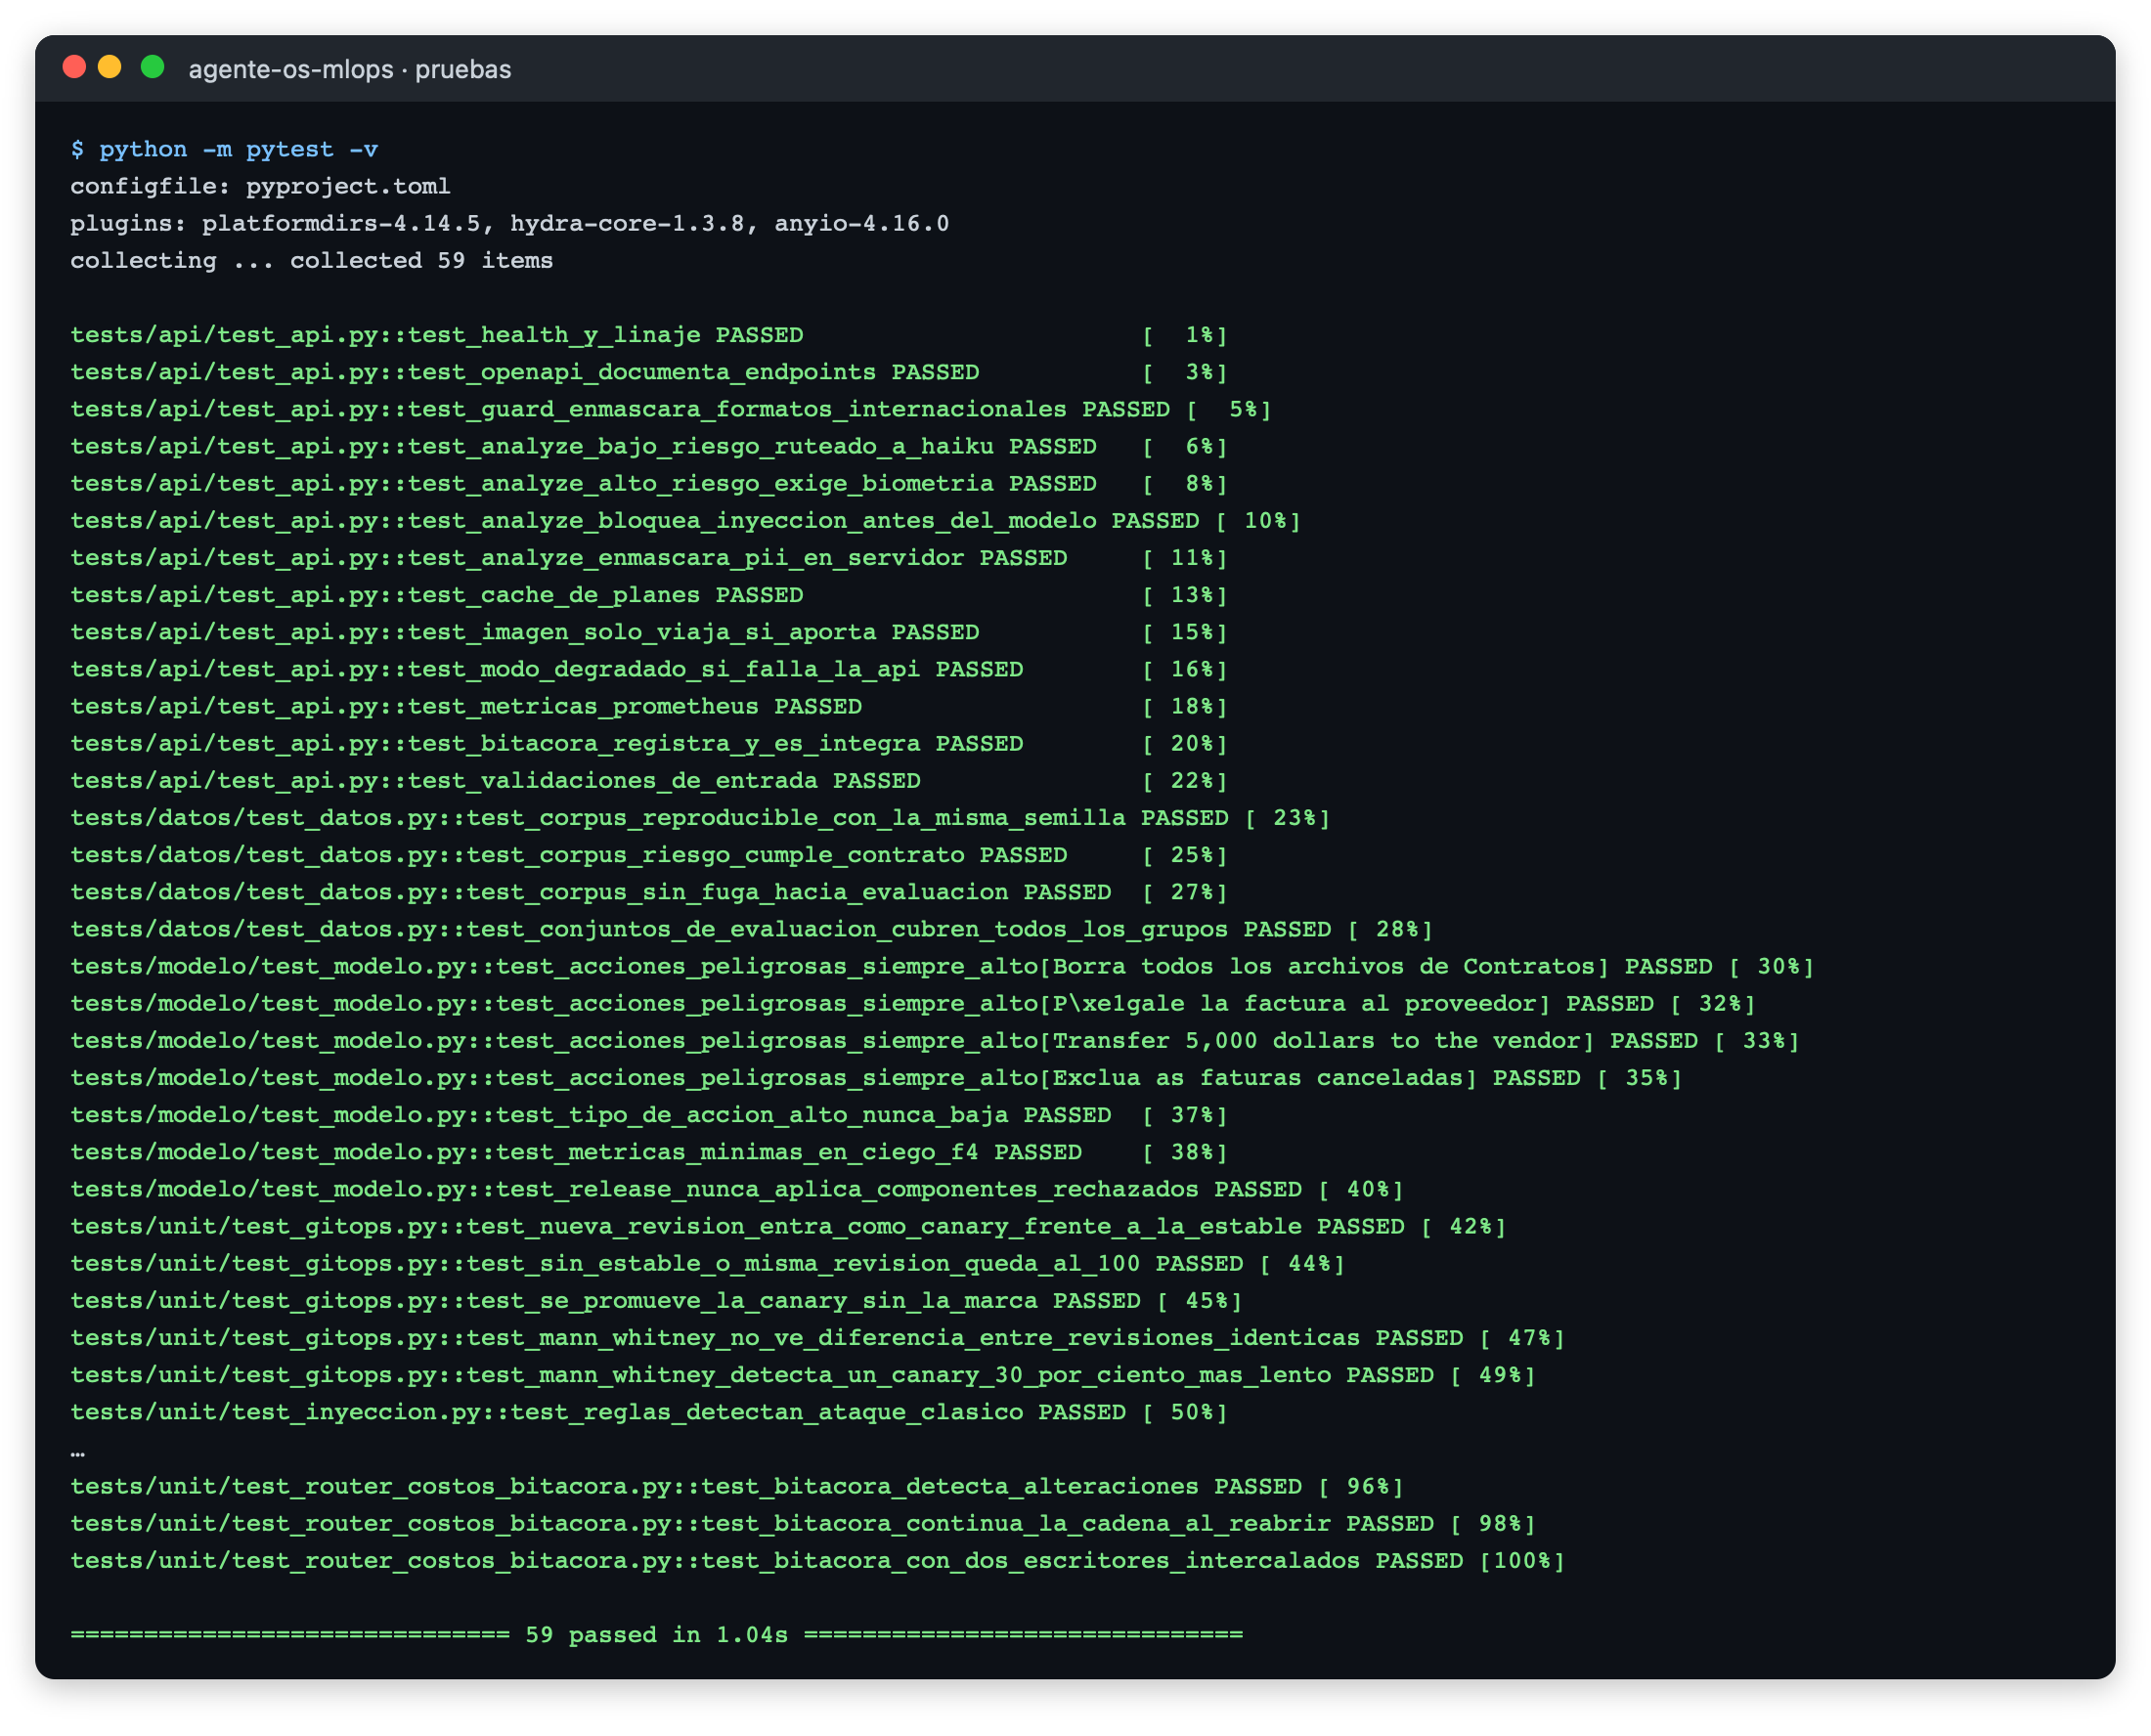 agente-os-mlops · pruebas
$ python -m pytest -v
configfile: pyproject.toml
plugins: platformdirs-4.14.5, hydra-core-1.3.8, anyio-4.16.0
collecting ... collected 59 items
tests/api/test_api.py::test_health_y_linaje PASSED [  1%]
tests/api/test_api.py::test_openapi_documenta_endpoints PASSED [  3%]
tests/api/test_api.py::test_guard_enmascara_formatos_internacionales PASSED [  5%]
tests/api/test_api.py::test_analyze_bajo_riesgo_ruteado_a_haiku PASSED [  6%]
tests/api/test_api.py::test_analyze_alto_riesgo_exige_biometria PASSED [  8%]
tests/api/test_api.py::test_analyze_bloquea_inyeccion_antes_del_modelo PASSED [ 10%]
tests/api/test_api.py::test_analyze_enmascara_pii_en_servidor PASSED [ 11%]
tests/api/test_api.py::test_cache_de_planes PASSED [ 13%]
tests/api/test_api.py::test_imagen_solo_viaja_si_aporta PASSED [ 15%]
tests/api/test_api.py::test_modo_degradado_si_falla_la_api PASSED [ 16%]
tests/api/test_api.py::test_metricas_prometheus PASSED [ 18%]
tests/api/test_api.py::test_bitacora_registra_y_es_integra PASSED [ 20%]
tests/api/test_api.py::test_validaciones_de_entrada PASSED [ 22%]
tests/datos/test_datos.py::test_corpus_reproducible_con_la_misma_semilla PASSED [ 23%]
tests/datos/test_datos.py::test_corpus_riesgo_cumple_contrato PASSED [ 25%]
tests/datos/test_datos.py::test_corpus_sin_fuga_hacia_evaluacion PASSED [ 27%]
tests/datos/test_datos.py::test_conjuntos_de_evaluacion_cubren_todos_los_grupos PASSED [ 28%]
tests/modelo/test_modelo.py::test_acciones_peligrosas_siempre_alto[Borra todos los archivos de Contratos] PASSED [ 30%]
tests/modelo/test_modelo.py::test_acciones_peligrosas_siempre_alto[P\xe1gale la factura al proveedor] PASSED [ 32%]
tests/modelo/test_modelo.py::test_acciones_peligrosas_siempre_alto[Transfer 5,000 dollars to the vendor] PASSED [ 33%]
tests/modelo/test_modelo.py::test_acciones_peligrosas_siempre_alto[Exclua as faturas canceladas] PASSED [ 35%]
tests/modelo/test_modelo.py::test_tipo_de_accion_alto_nunca_baja PASSED [ 37%]
tests/modelo/test_modelo.py::test_metricas_minimas_en_ciego_f4 PASSED [ 38%]
tests/modelo/test_modelo.py::test_release_nunca_aplica_componentes_rechazados PASSED [ 40%]
tests/unit/test_gitops.py::test_nueva_revision_entra_como_canary_frente_a_la_estable PASSED [ 42%]
tests/unit/test_gitops.py::test_sin_estable_o_misma_revision_queda_al_100 PASSED [ 44%]
tests/unit/test_gitops.py::test_se_promueve_la_canary_sin_la_marca PASSED [ 45%]
tests/unit/test_gitops.py::test_mann_whitney_no_ve_diferencia_entre_revisiones_identicas PASSED [ 47%]
tests/unit/test_gitops.py::test_mann_whitney_detecta_un_canary_30_por_ciento_mas_lento PASSED [ 49%]
tests/unit/test_inyeccion.py::test_reglas_detectan_ataque_clasico PASSED [ 50%]
…
tests/unit/test_router_costos_bitacora.py::test_bitacora_detecta_alteraciones PASSED [ 96%]
tests/unit/test_router_costos_bitacora.py::test_bitacora_continua_la_cadena_al_reabrir PASSED [ 98%]
tests/unit/test_router_costos_bitacora.py::test_bitacora_con_dos_escritores_intercalados PASSED [100%]
============================== 59 passed in 1.04s ==============================